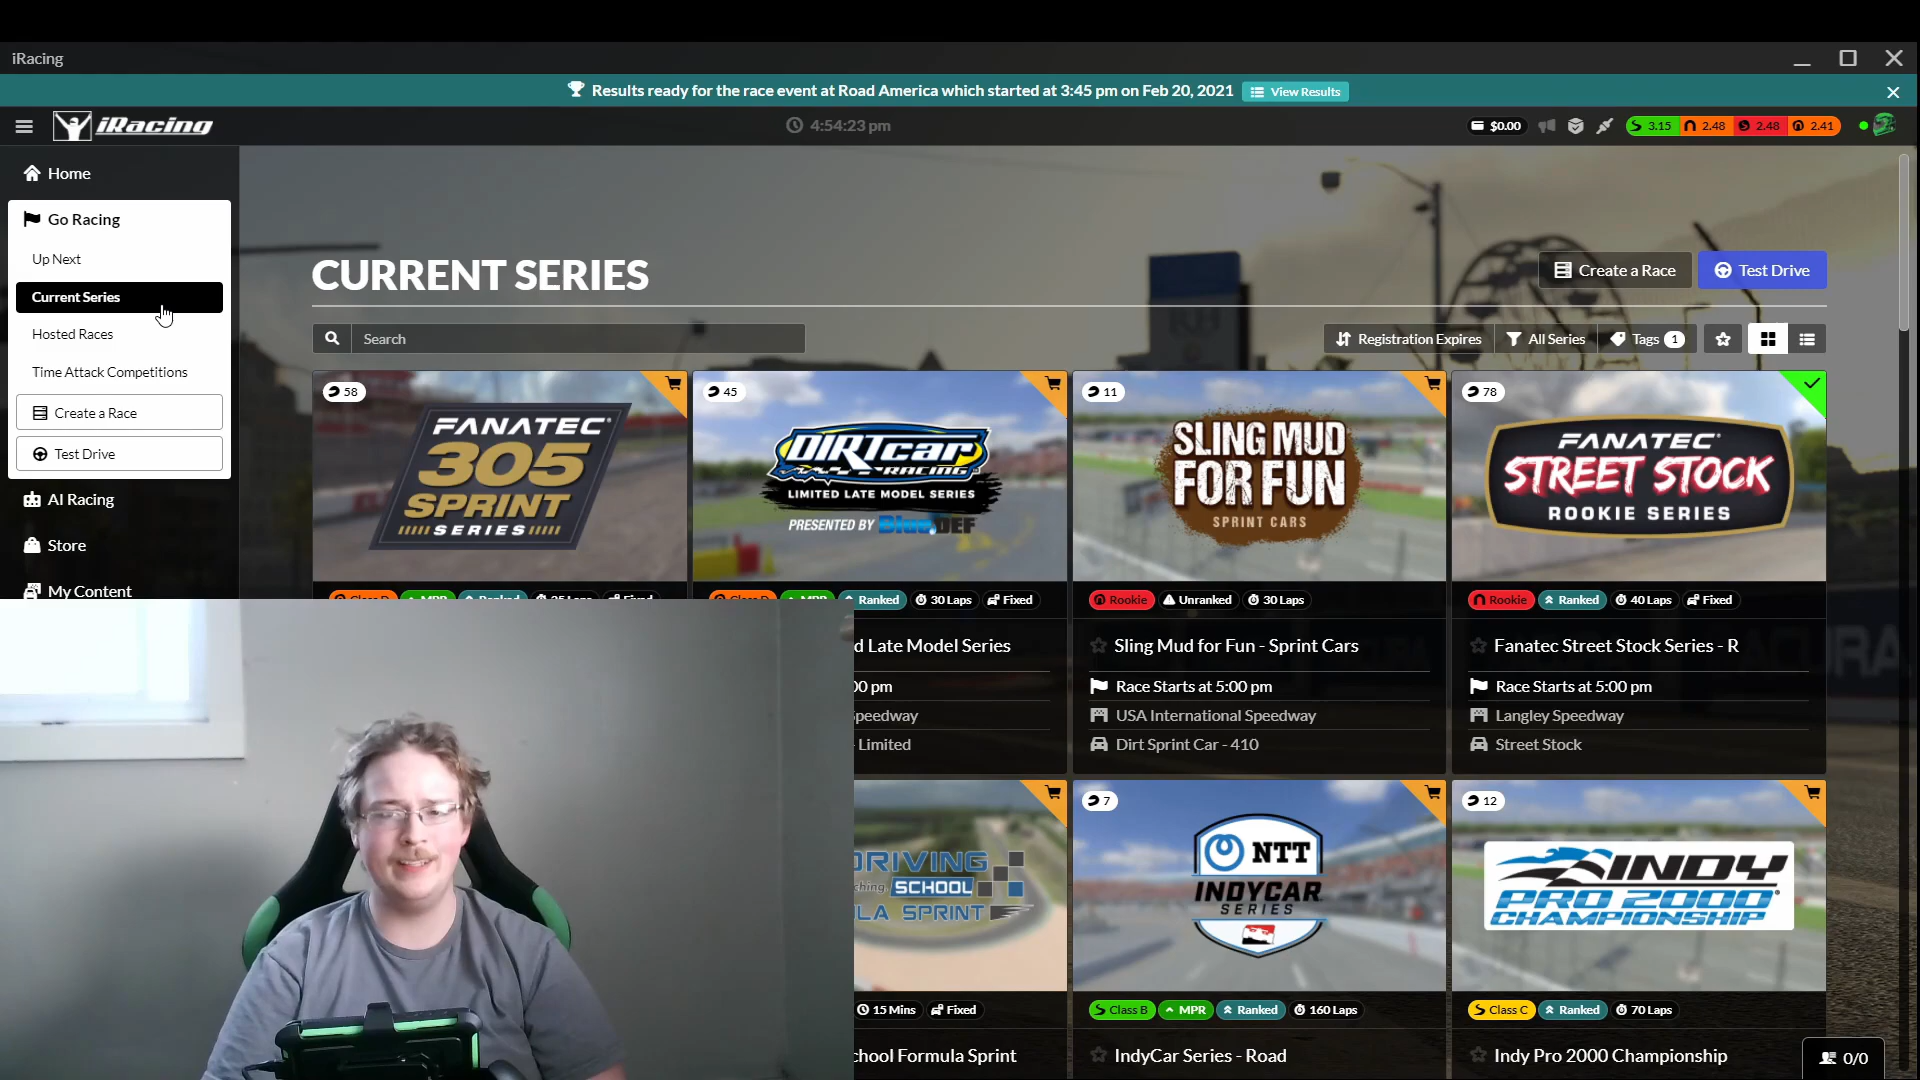 iRacing
Results ready for the race event at Road America which started at 3:45 pm on Feb 20, 2021
View Results
iRacing
4:54:23 pm
$0.00
3.15
2.48
2.48
2.41
Home
Go Racing
Up Next
Current Series
Hosted Races
Time Attack Competitions
Create a Race
Test Drive
AI Racing
Store
My Content
CURRENT SERIES
Create a Race
Test Drive
Search
Registration Expires
All Series
Tags 1
58
FANATEC
305
SPRINT
SERIES
45
DIRTcar
RACING
LIMITED LATE MODEL SERIES
PRESENTED BY BlueDEF
Ranked
30 Laps
Fixed
d Late Model Series
00 pm
Speedway
- Limited
11
SLING MUD
FOR FUN
SPRINT CARS
Rookie
Unranked
30 Laps
Sling Mud for Fun - Sprint Cars
Race Starts at 5:00 pm
USA International Speedway
Dirt Sprint Car - 410
78
FANATEC
STREET STOCK
ROOKIE SERIES
Rookie
Ranked
40 Laps
Fixed
Fanatec Street Stock Series - R
Race Starts at 5:00 pm
Langley Speedway
Street Stock
DRIVING
ching. SCHOOL
LA SPRINT
15 Mins
Fixed
chool Formula Sprint
7
NTT
INDYCAR
SERIES
Class B
MPR
Ranked
160 Laps
IndyCar Series - Road
12
INDY
PRO 2000
CHAMPIONSHIP
Class C
Ranked
70 Laps
Indy Pro 2000 Championship
0/0